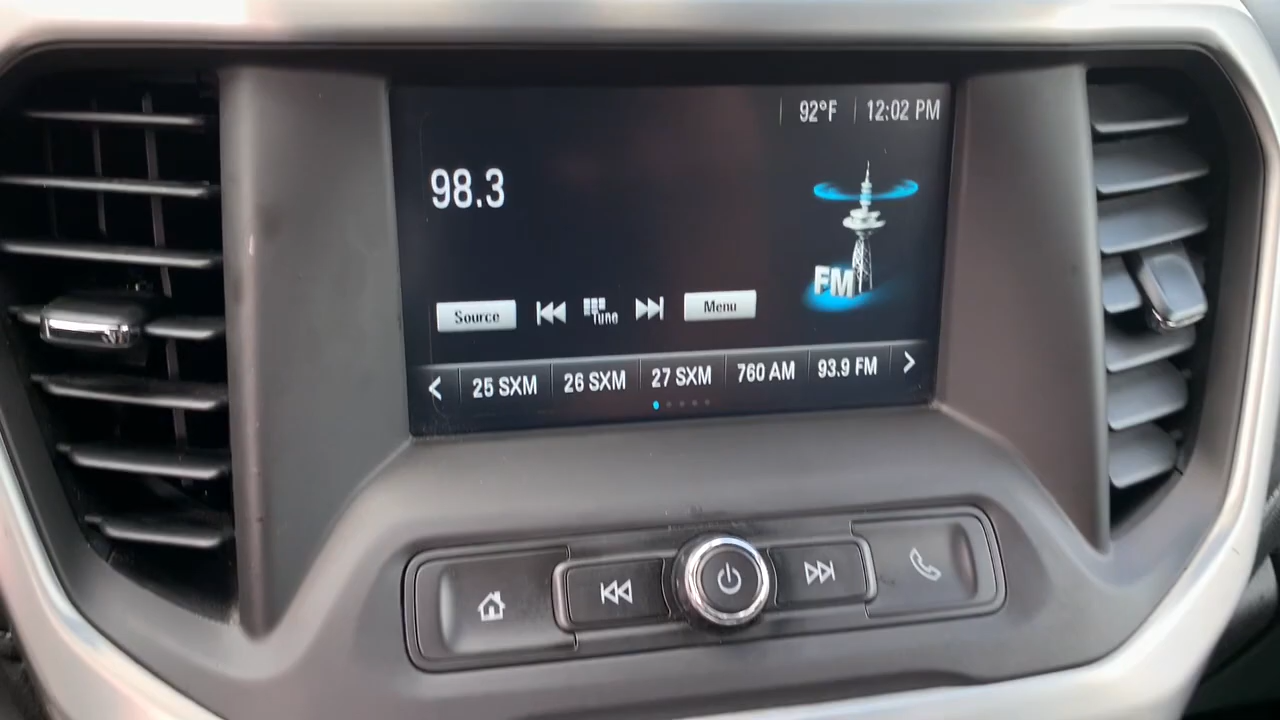 92°F 12:02 PM
98.3
FM
Source Tune Menu
< 25 SXM 26 SXM 27 SXM 760 AM 93.9 FM >